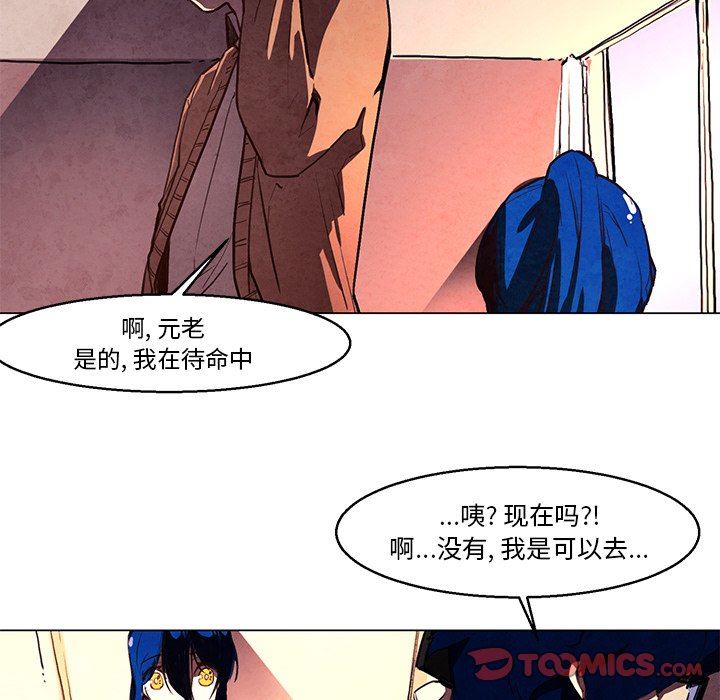 啊, 元老
是的, 我在待命中
...咦? 现在吗?!
啊...没有, 我是可以去...
TOOMICS.COM